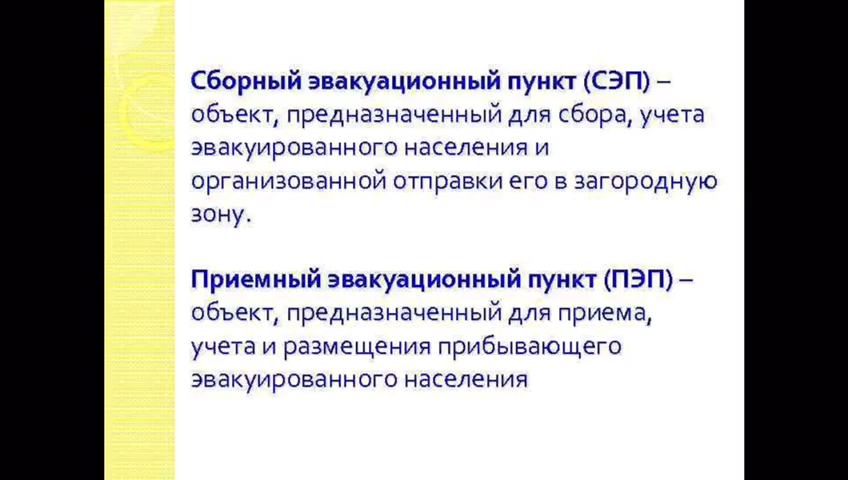 Сборный эвакуационный пункт (СЭП) –
объект, предназначенный для сбора, учета
эвакуированного населения и
организованной отправки его в загородную
зону.
Приемный эвакуационный пункт (ПЭП) –
объект, предназначенный для приема,
учета и размещения прибывающего
эвакуированного населения